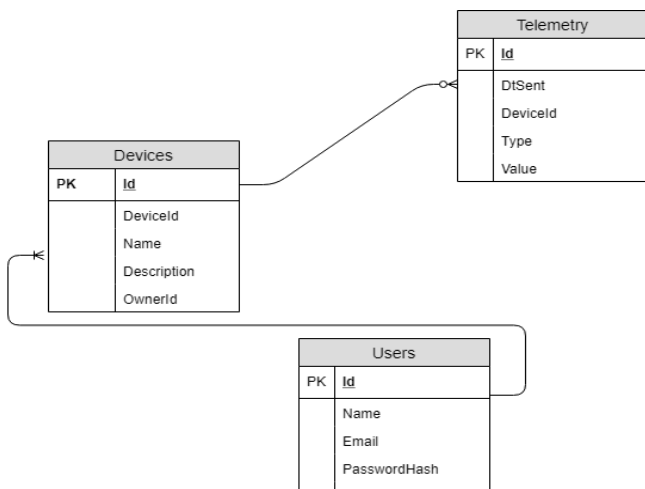 Telemetry
PK Id
DtSent
DeviceId
Type
Value
Devices
PK Id
DeviceId
Name
Description
OwnerId
Users
PK Id
Name
Email
PasswordHash